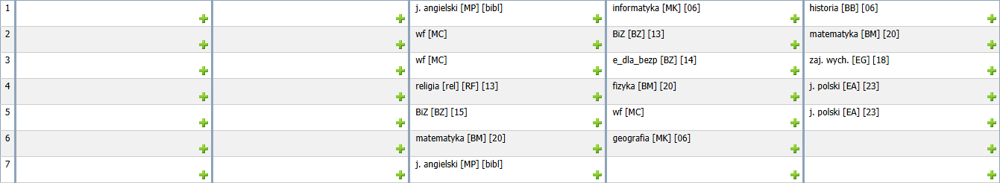 1 j. angielski [MP] [bibl] informatyka [MK] [06] historia [BB] [06]
2 wf [MC] BiZ [BZ] [13] matematyka [BM] [20]
3 wf [MC] e_dla_bezp [BZ] [14] zaj. wych. [EG] [18]
4 religia [rel] [RF] [13] fizyka [BM] [20] j. polski [EA] [23]
5 BiZ [BZ] [15] wf [MC] j. polski [EA] [23]
6 matematyka [BM] [20] geografia [MK] [06]
7 j. angielski [MP] [bibl]